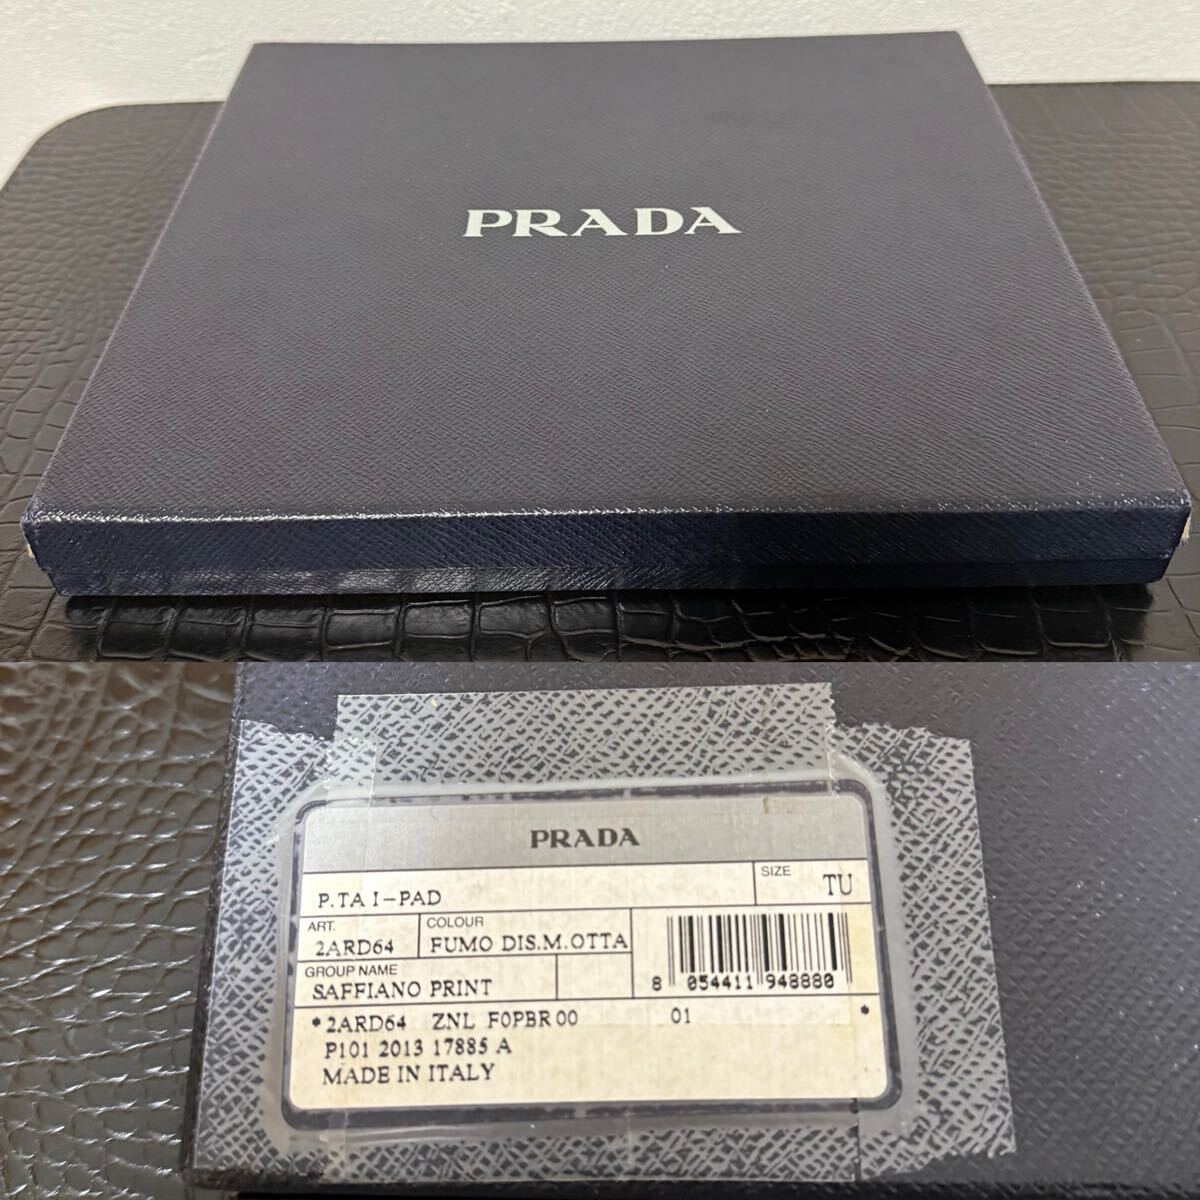 PRADA
PRADA
P.TA I-PAD
SIZE TU
ART.
2ARD64
COLOUR
FUMO DIS.M.OTTA
GROUP NAME
SAFFIANO PRINT
8 054411 948880
*2ARD64 ZNL F0PBR 00 01 *
P101 2013 17885 A
MADE IN ITALY